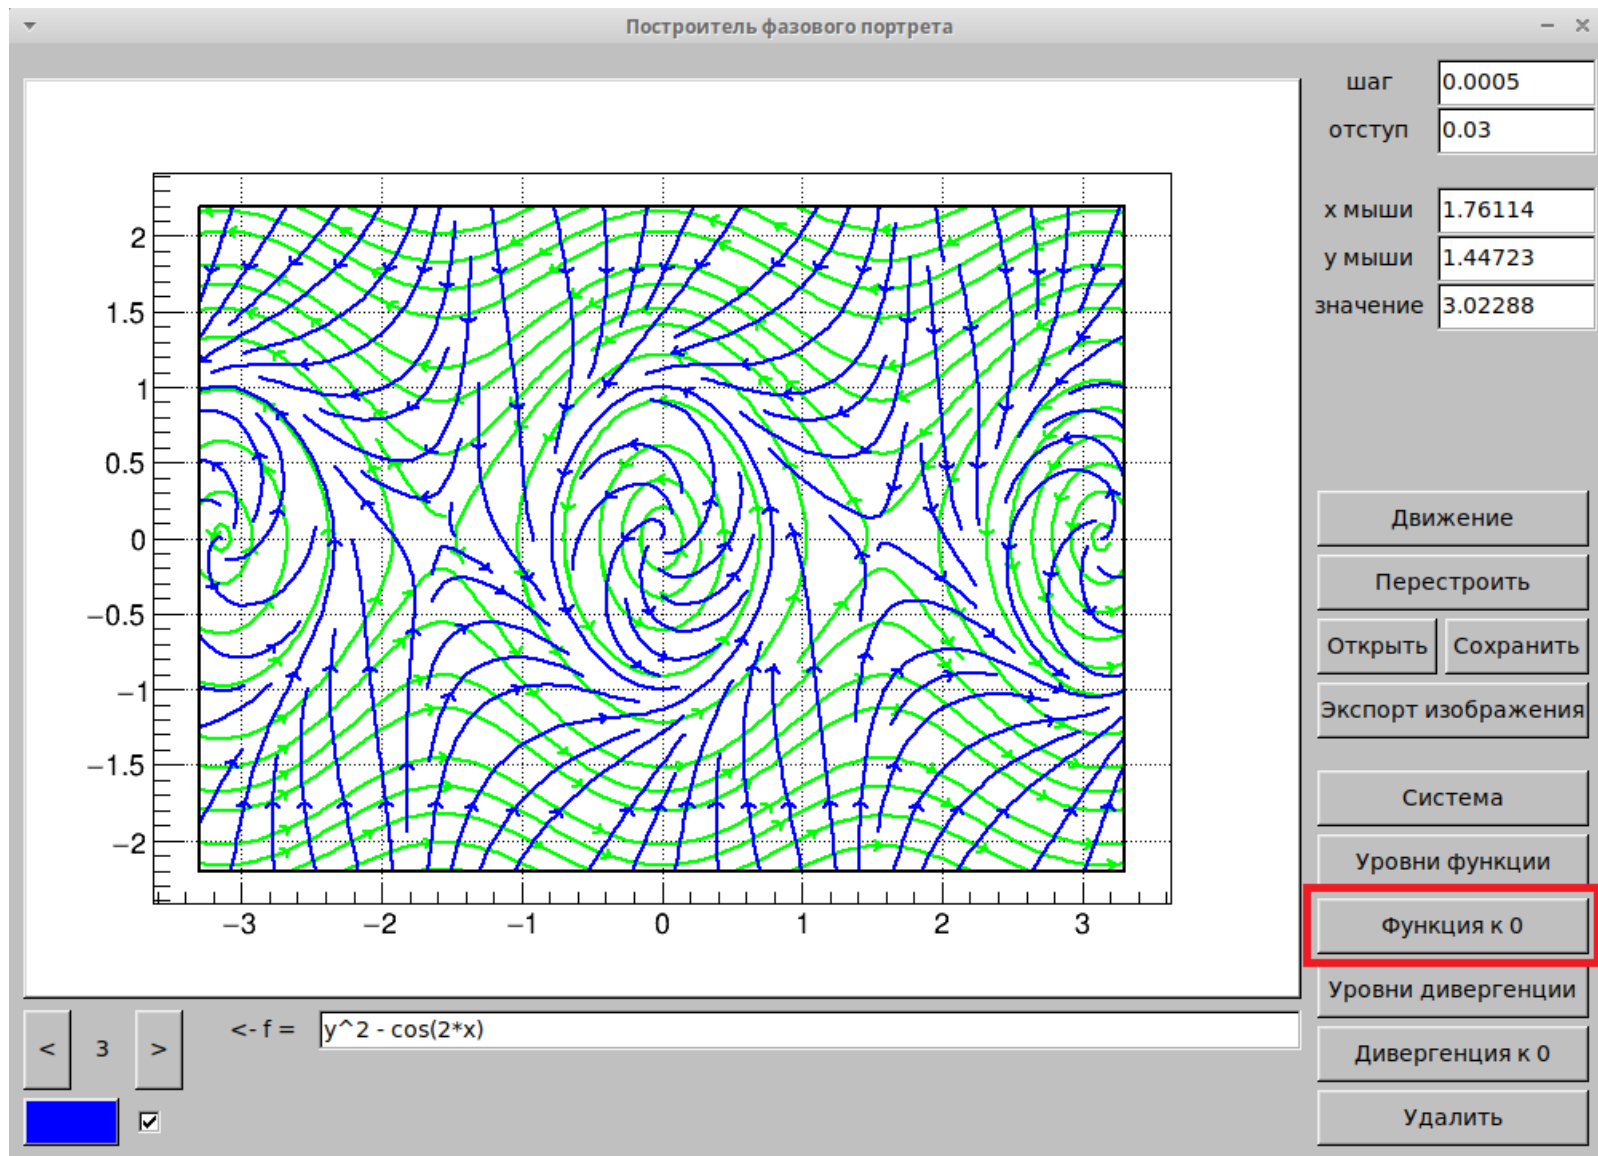 Построитель фазового портрета
шаг 0.0005
отступ 0.03
x мыши 1.76114
y мыши 1.44723
значение 3.02288
2
1.5
1
0.5
0
−0.5
−1
−1.5
−2
−3 −2 −1 0 1 2 3
Движение
Перестроить
Открыть Сохранить
Экспорт изображения
Система
Уровни функции
Функция к 0
Уровни дивергенции
Дивергенция к 0
Удалить
< 3 > <- f = y^2 - cos(2*x)